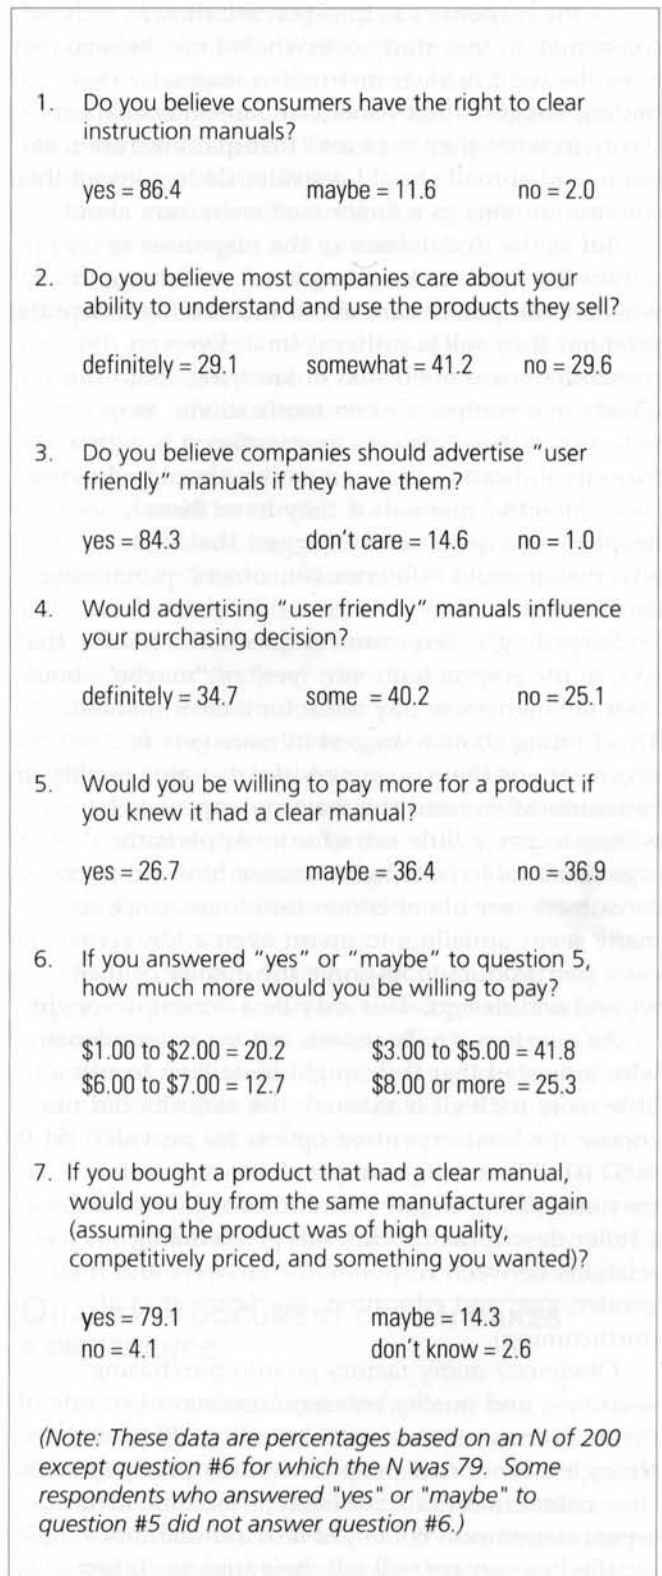 1. Do you believe consumers have the right to clear
instruction manuals?
yes = 86.4 maybe = 11.6 no = 2.0
2. Do you believe most companies care about your
ability to understand and use the products they sell?
definitely = 29.1 somewhat = 41.2 no = 29.6
3. Do you believe companies should advertise "user
friendly" manuals if they have them?
yes = 84.3 don't care = 14.6 no = 1.0
4. Would advertising "user friendly" manuals influence
your purchasing decision?
definitely = 34.7 some = 40.2 no = 25.1
5. Would you be willing to pay more for a product if
you knew it had a clear manual?
yes = 26.7 maybe = 36.4 no = 36.9
6. If you answered "yes" or "maybe" to question 5,
how much more would you be willing to pay?
$1.00 to $2.00 = 20.2 $3.00 to $5.00 = 41.8
$6.00 to $7.00 = 12.7 $8.00 or more = 25.3
7. If you bought a product that had a clear manual,
would you buy from the same manufacturer again
(assuming the product was of high quality,
competitively priced, and something you wanted)?
yes = 79.1 maybe = 14.3
no = 4.1 don't know = 2.6
(Note: These data are percentages based on an N of 200
except question #6 for which the N was 79. Some
respondents who answered "yes" or "maybe" to
question #5 did not answer question #6.)